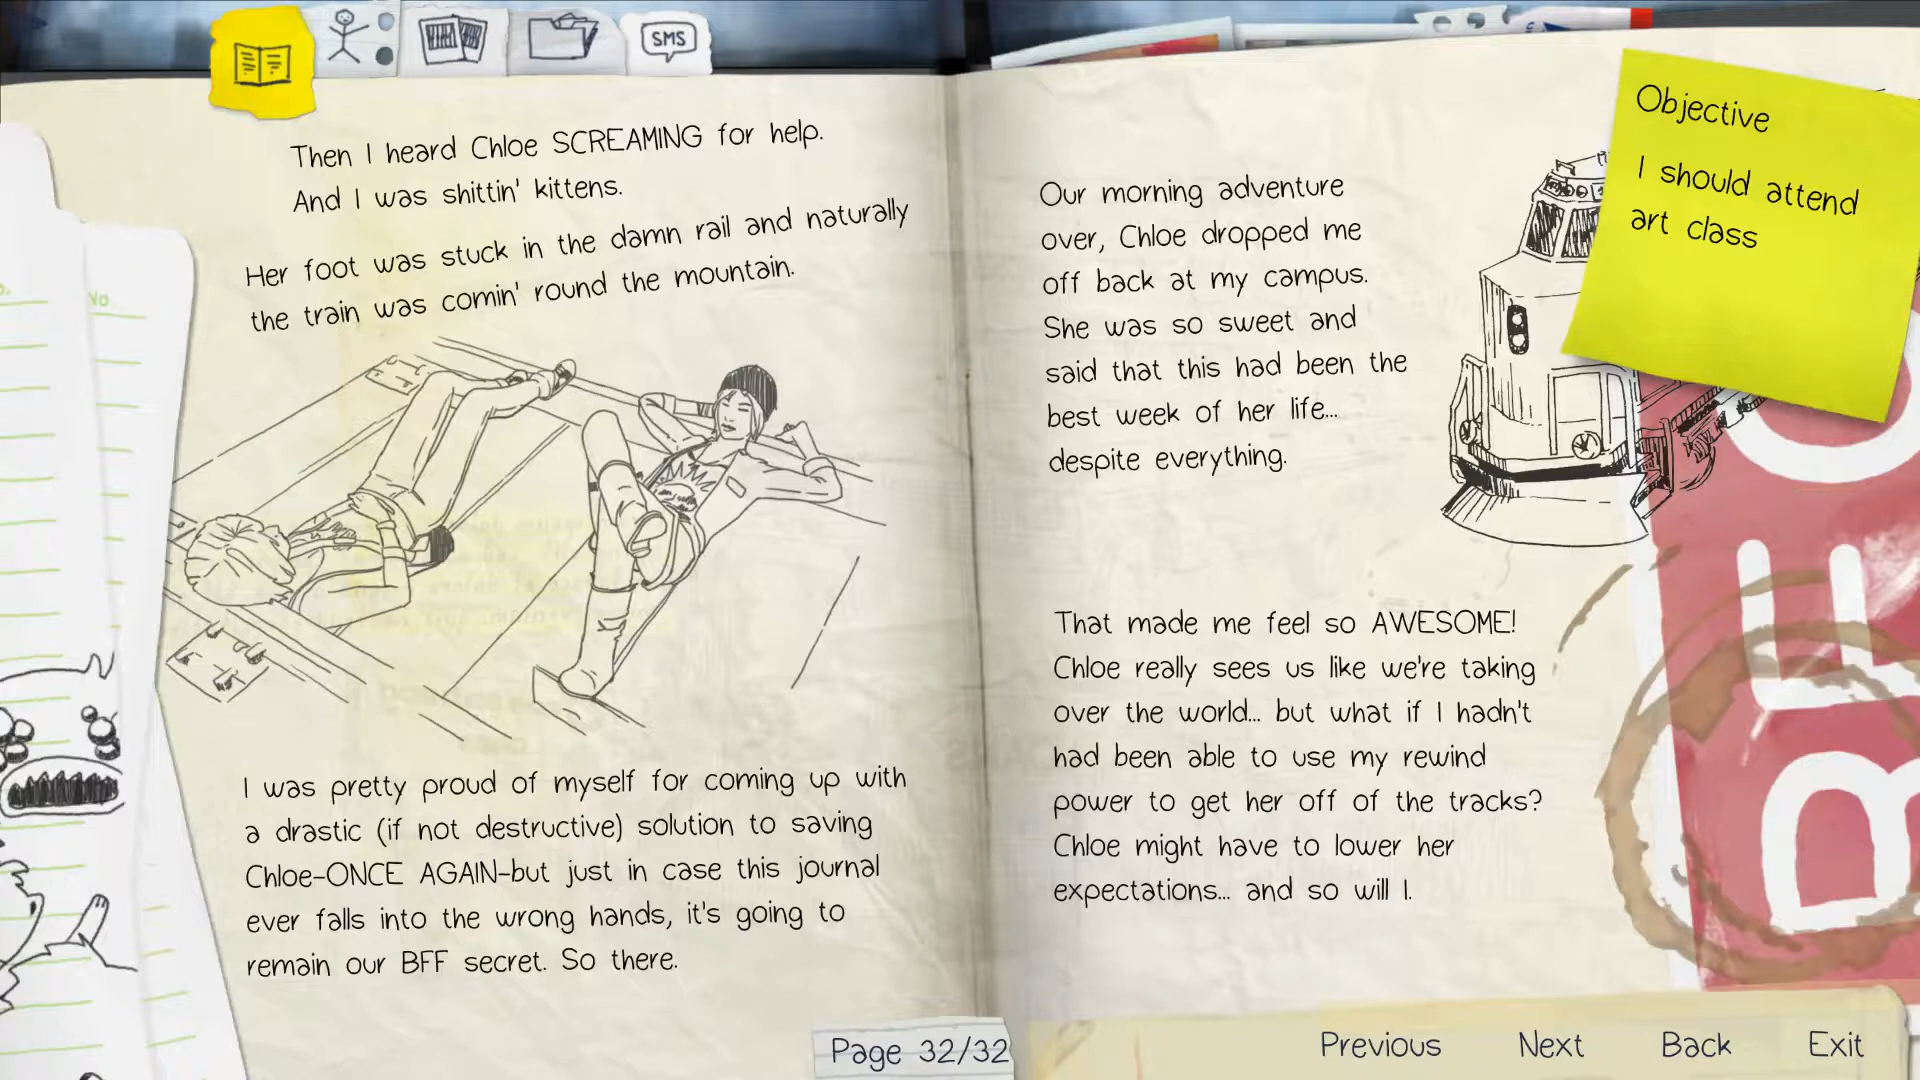 SMS
Then I heard Chloe SCREAMING for help.
And I was shittin' kittens.
Her foot was stuck in the damn rail and naturally
the train was comin' round the mountain.
I was pretty proud of myself for coming up with
a drastic (if not destructive) solution to saving
Chloe-ONCE AGAIN-but just in case this journal
ever falls into the wrong hands, it's going to
remain our BFF secret. So there.
Our morning adventure
over, Chloe dropped me
off back at my campus.
She was so sweet and
said that this had been the
best week of her life...
despite everything.
That made me feel so AWESOME!
Chloe really sees us like we're taking
over the world... but what if I hadn't
had been able to use my rewind
power to get her off of the tracks?
Chloe might have to lower her
expectations... and so will I.
Objective
I should attend
art class
No
Page 32/32
Previous Next Back Exit